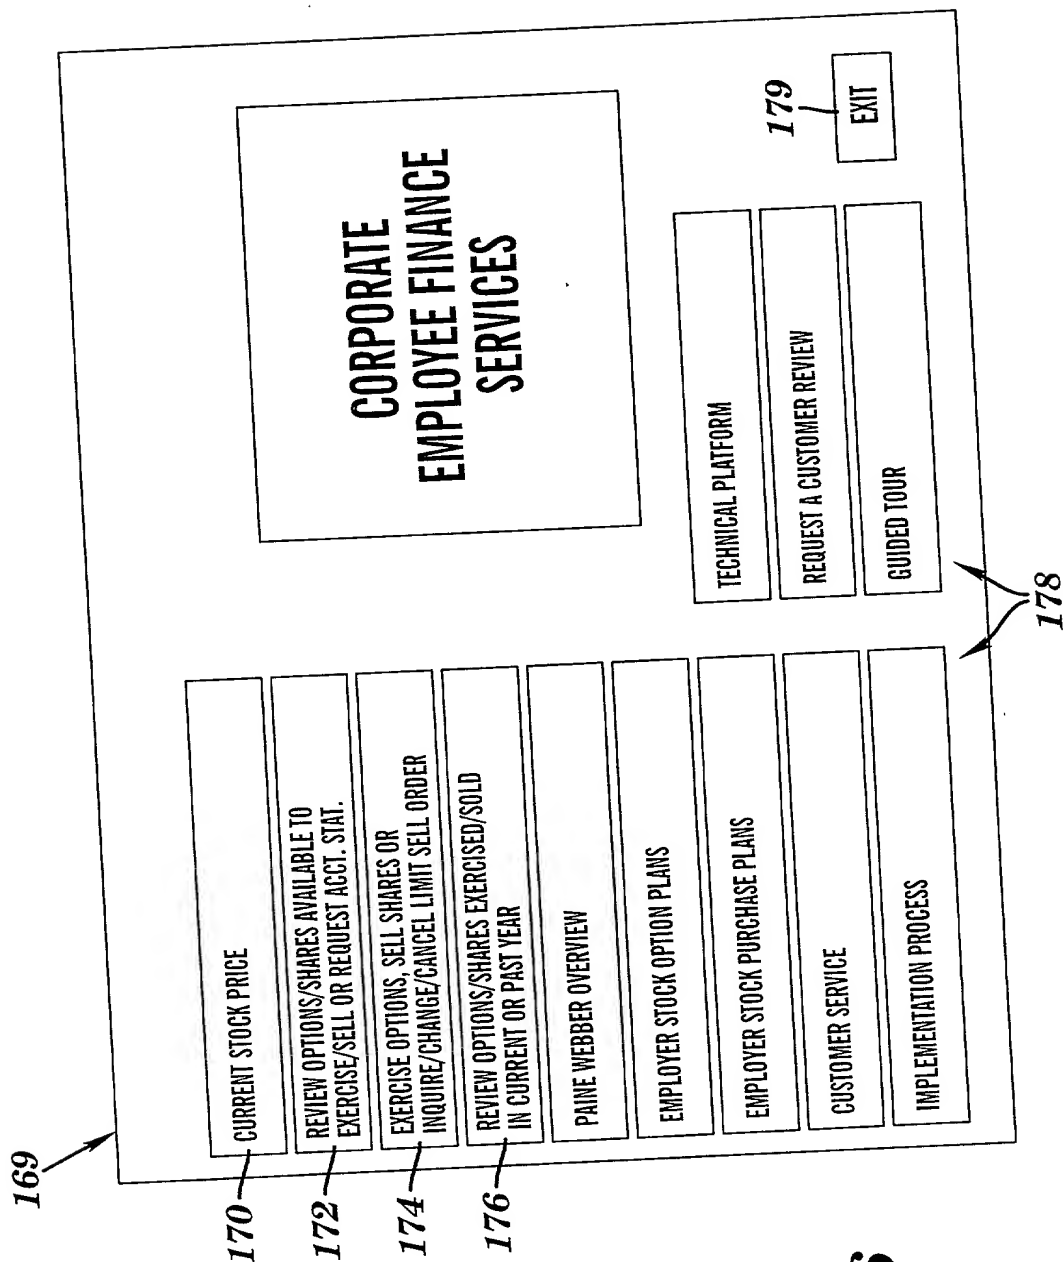 169
170
CURRENT STOCK PRICE
172
REVIEW OPTIONS/SHARES AVAILABLE TO
EXERCISE/SELL OR REQUEST ACCT. STAT.
174
EXERCISE OPTIONS, SELL SHARES OR
INQUIRE/CHANGE/CANCEL LIMIT SELL ORDER
176
REVIEW OPTIONS/SHARES EXERCISED/SOLD
IN CURRENT OR PAST YEAR
PAINE WEBBER OVERVIEW
EMPLOYER STOCK OPTION PLANS
EMPLOYER STOCK PURCHASE PLANS
CUSTOMER SERVICE
IMPLEMENTATION PROCESS
CORPORATE
EMPLOYEE FINANCE
SERVICES
TECHNICAL PLATFORM
REQUEST A CUSTOMER REVIEW
GUIDED TOUR
178
179
EXIT